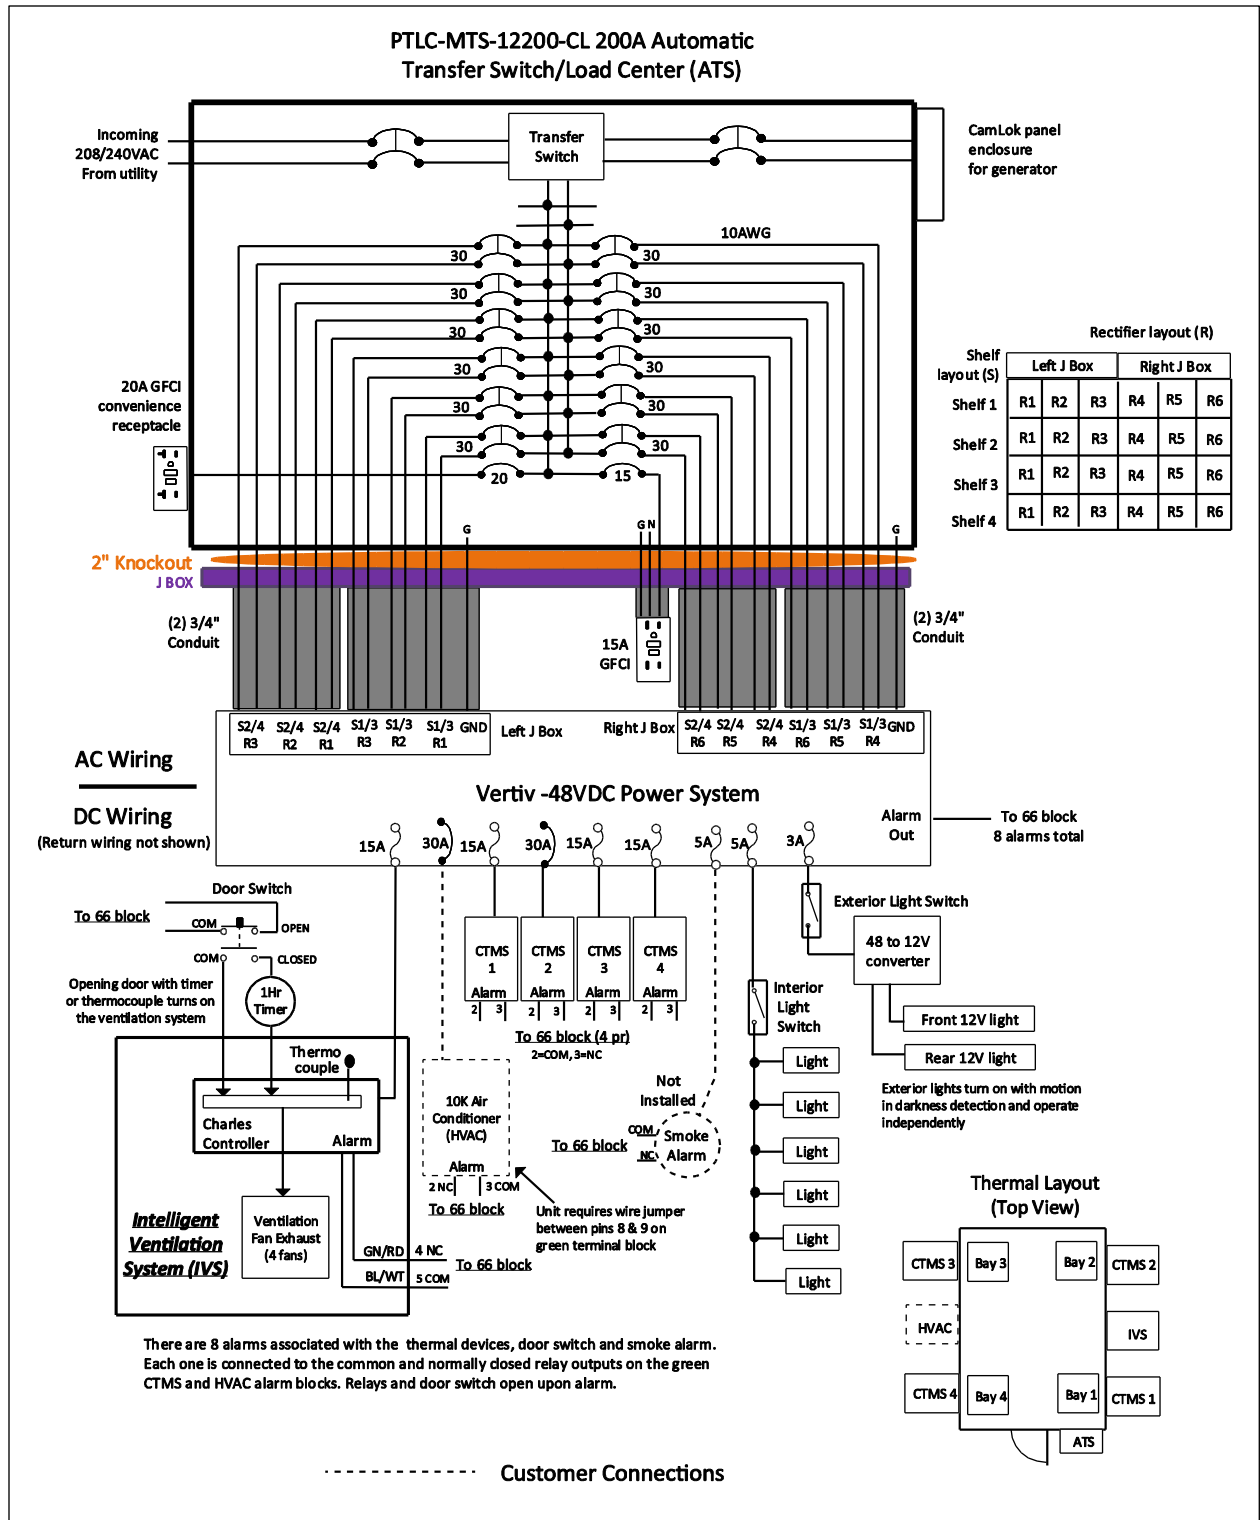 PTLC-MTS-12200-CL 200A Automatic
Transfer Switch/Load Center (ATS)
Incoming
208/240VAC
From utility
Transfer
Switch
CamLok panel
enclosure
for generator
10AWG
30
30
30
30
30
30
30
30
30
30
30
30
20
15
20A GFCI
convenience
receptacle
G
G N
G
Rectifier layout (R)
Shelf
layout (S)
Left J Box
Right J Box
Shelf 1
R1 R2 R3 R4 R5 R6
Shelf 2
R1 R2 R3 R4 R5 R6
Shelf 3
R1 R2 R3 R4 R5 R6
Shelf 4
R1 R2 R3 R4 R5 R6
2" Knockout
J BOX
(2) 3/4"
Conduit
15A
GFCI
(2) 3/4"
Conduit
S2/4 S2/4 S2/4 S1/3 S1/3 S1/3 GND
R3 R2 R1 R3 R2 R1
Left J Box
Right J Box
S2/4 S2/4 S2/4 S1/3 S1/3 S1/3 GND
R6 R5 R4 R6 R5 R4
AC Wiring
DC Wiring
(Return wiring not shown)
Vertiv -48VDC Power System
Alarm
Out
To 66 block
8 alarms total
15A
30A
15A
30A
15A
15A
5A
5A
3A
Door Switch
To 66 block
COM
OPEN
COM
CLOSED
Opening door with timer
or thermocouple turns on
the ventilation system
1Hr
Timer
CTMS
1
Alarm
2 3
CTMS
2
Alarm
2 3
CTMS
3
Alarm
2 3
CTMS
4
Alarm
2 3
To 66 block (4 pr)
2=COM, 3=NC
Exterior Light Switch
48 to 12V
converter
Front 12V light
Rear 12V light
Exterior lights turn on with motion
in darkness detection and operate
independently
Interior
Light
Switch
Light
Light
Light
Light
Light
Light
Thermo
couple
Charles
Controller
Alarm
Intelligent
Ventilation
System (IVS)
Ventilation
Fan Exhaust
(4 fans)
GN/RD
4 NC
BL/WT
5 COM
To 66 block
10K Air
Conditioner
(HVAC)
Alarm
2 NC
3 COM
To 66 block
Unit requires wire jumper
between pins 8 & 9 on
green terminal block
Not
Installed
COM
NC
Smoke
Alarm
To 66 block
Thermal Layout
(Top View)
CTMS 3
Bay 3
Bay 2
CTMS 2
HVAC
IVS
CTMS 4
Bay 4
Bay 1
CTMS 1
ATS
There are 8 alarms associated with the thermal devices, door switch and smoke alarm.
Each one is connected to the common and normally closed relay outputs on the green
CTMS and HVAC alarm blocks. Relays and door switch open upon alarm.
Customer Connections